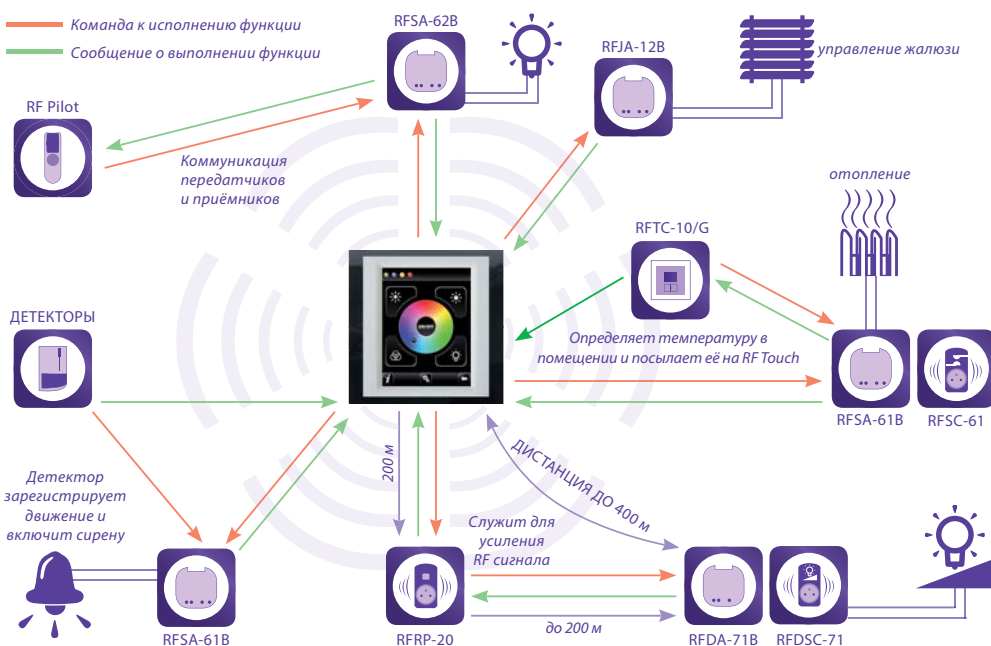 Команда к исполнению функции
Сообщение о выполнении функции
RFSA-62B
RFJA-12B
управление жалюзи
RF Pilot
Коммуникация
передатчиков
и приёмников
отопление
RFTC-10/G
ДЕТЕКТОРЫ
Определяет температуру в
помещении и посылает её на RF Touch
RFSA-61B
RFSC-61
200 м
ДИСТАНЦИЯ ДО 400 м
Детектор
зарегистрирует
движение и
включит сирену
Служит для
усиления
RF сигнала
до 200 м
RFSA-61B
RFRP-20
RFDA-71B
RFDSC-71